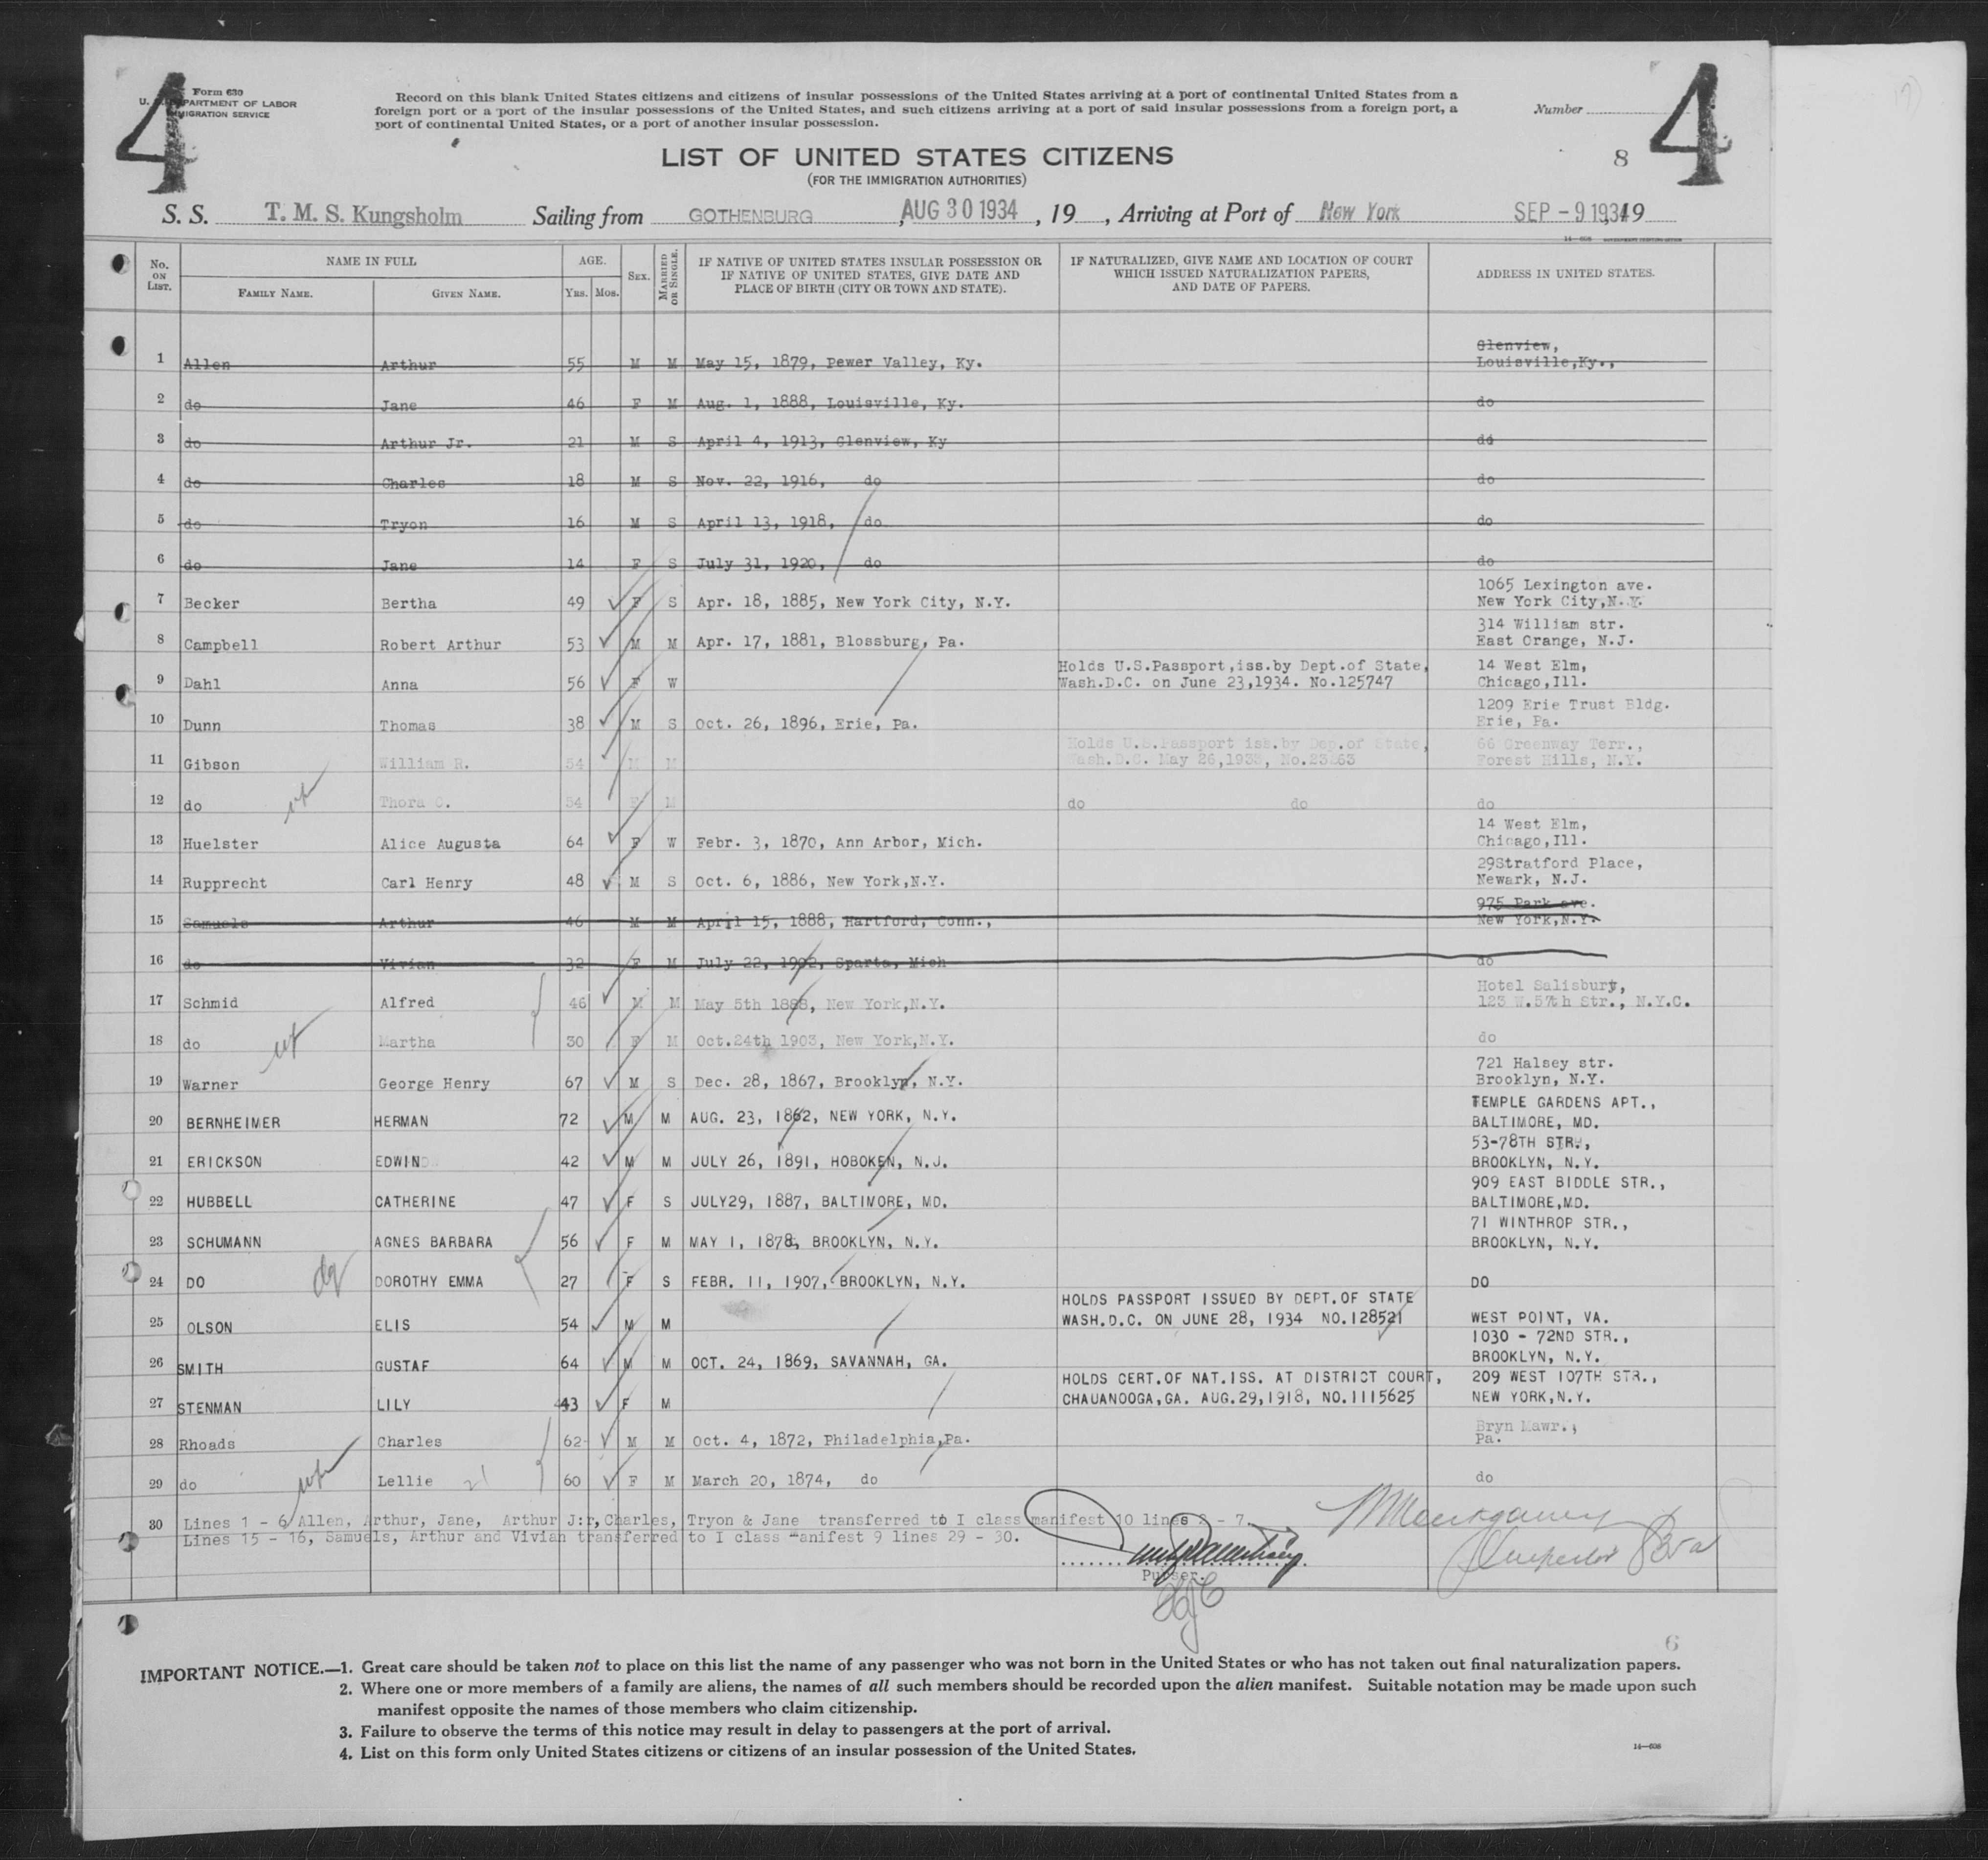 4
Form 630
U. S. DEPARTMENT OF LABOR
IMMIGRATION SERVICE
Record on this blank United States citizens and citizens of insular possessions of the United States arriving at a port of continental United States from a
foreign port or a port of the insular possessions of the United States, and such citizens arriving at a port of said insular possessions from a foreign port, a
port of continental United States, or a port of another insular possession.
Number
4
LIST OF UNITED STATES CITIZENS
8
(FOR THE IMMIGRATION AUTHORITIES)
S. S. T. M. S. Kungsholm Sailing from GOTHENBURG, AUG 30 1934, 19 , Arriving at Port of New York SEP - 9 1934 19
No. ON LIST. NAME IN FULL FAMILY NAME. GIVEN NAME. AGE. YRS. MOS. SEX. MARRIED OR SINGLE. IF NATIVE OF UNITED STATES INSULAR POSSESSION OR IF NATIVE OF UNITED STATES, GIVE DATE AND PLACE OF BIRTH (CITY OR TOWN AND STATE). IF NATURALIZED, GIVE NAME AND LOCATION OF COURT WHICH ISSUED NATURALIZATION PAPERS, AND DATE OF PAPERS. ADDRESS IN UNITED STATES.
1 Allen Arthur 55 M M May 15, 1879, Pewer Valley, Ky. Glenview, Louisville,Ky.,
2 do Jane 46 F M Aug. 1, 1888, Louisville, Ky. do
3 do Arthur Jr. 21 M S April 4, 1913, Glenview, Ky do
4 do Charles 18 M S Nov. 22, 1916, do do
5 do Tryon 16 M S April 13, 1918, do do
6 do Jane 14 F S July 31, 1920, do do
7 Becker Bertha 49 F S Apr. 18, 1885, New York City, N.Y. 1065 Lexington ave. New York City,N.Y.
8 Campbell Robert Arthur 53 M M Apr. 17, 1881, Blossburg, Pa. 314 William str. East Orange, N.J.
9 Dahl Anna 56 F W Holds U.S.Passport,iss.by Dept.of State, Wash.D.C. on June 23,1934. No.125747 14 West Elm, Chicago,Ill.
10 Dunn Thomas 38 M S Oct. 26, 1896, Erie, Pa. 1209 Erie Trust Bldg. Erie, Pa.
11 Gibson William R. 54 M M Holds U.S.Passport iss.by Dep.of State, Wash.D.C. May 26,1933, 66 Greenway Terr., Forest Hills, N.Y.
12 do Thora C. 54 F M do do do
13 Huelster Alice Augusta 64 F W Febr. 3, 1870, Ann Arbor, Mich. 14 West Elm, Chicago,Ill.
14 Rupprecht Carl Henry 48 M S Oct. 6, 1886, New York,N.Y. 29Stratford Place, Newark, N.J.
15 Samuels Arthur 46 M M April 15, 1888, Hartford, Conn., 975 Park ave. New York,N.Y.
16 do Vivian 32 F M July 22, 1902, Sparta, Mich do
17 Schmid Alfred 46 M M May 5th 1888, New York,N.Y. Hotel Salisbury, 123 W.57th Str., N.Y.C.
18 do Martha 30 F M Oct.24th 1903, New York,N.Y. do
19 Warner George Henry 67 M S Dec. 28, 1867, Brooklyn, N.Y. 721 Halsey str. Brooklyn, N.Y.
20 BERNHEIMER HERMAN 72 M M AUG. 23, 1862, NEW YORK, N.Y. TEMPLE GARDENS APT., BALTIMORE, MD.
21 ERICKSON EDWIN 42 M M JULY 26, 1891, HOBOKEN, N.J. 53-78TH STR., BROOKLYN, N.Y.
22 HUBBELL CATHERINE 47 F S JULY29, 1887, BALTIMORE, MD. 909 EAST BIDDLE STR., BALTIMORE,MD.
23 SCHUMANN AGNES BARBARA 56 F M MAY 1, 1878, BROOKLYN, N.Y. 71 WINTHROP STR., BROOKLYN, N.Y.
24 DO DOROTHY EMMA 27 F S FEBR. 11, 1907, BROOKLYN, N.Y. DO
25 OLSON ELIS 54 M M HOLDS PASSPORT ISSUED BY DEPT.OF STATE WASH.D.C. ON JUNE 28, 1934 NO.128521 WEST POINT, VA.
26 SMITH GUSTAF 64 M M OCT. 24, 1869, SAVANNAH, GA. 1030 - 72ND STR., BROOKLYN, N.Y.
27 STENMAN LILY 43 F M HOLDS CERT.OF NAT.ISS. AT DISTRICT COURT, CHAUANOOGA,GA. AUG.29,1918, NO.1115625 209 WEST 107TH STR., NEW YORK,N.Y.
28 Rhoads Charles 62 M M Oct. 4, 1872, Philadelphia,Pa. Bryn Mawr., Pa.
29 do Lellie 60 F M March 20, 1874, do do
30 Lines 1 - 6 Allen, Arthur, Jane, Arthur J:r, Charles, Tryon & Jane transferred to I class manifest 10 lines 2 - 7.
Lines 15 - 16, Samuels, Arthur and Vivian transferred to I class manifest 9 lines 29 - 30.
Purser.
6
IMPORTANT NOTICE.—1. Great care should be taken not to place on this list the name of any passenger who was not born in the United States or who has not taken out final naturalization papers.
2. Where one or more members of a family are aliens, the names of all such members should be recorded upon the alien manifest. Suitable notation may be made upon such
manifest opposite the names of those members who claim citizenship.
3. Failure to observe the terms of this notice may result in delay to passengers at the port of arrival.
4. List on this form only United States citizens or citizens of an insular possession of the United States.
14—608